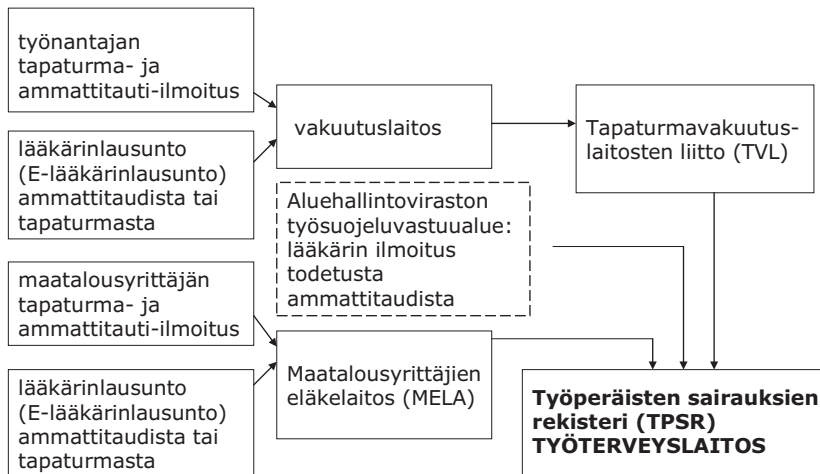 työnantajan
tapaturma- ja
ammattitauti-ilmoitus
lääkärinlausunto
(E-lääkärinlausunto)
ammattitaudista tai
tapaturmasta
maatalousyrittäjän
tapaturma- ja
ammattitauti-ilmoitus
lääkärinlausunto
(E-lääkärinlausunto)
ammattitaudista tai
tapaturmasta
vakuutuslaitos
Aluehallintoviraston
työsuojeluvastuualue:
lääkärin ilmoitus
todetusta
ammattitaudista
Maatalousyrittäjien
eläkelaitos (MELA)
Tapaturmavakuutus-
laitosten liitto (TVL)
Työperäisten sairauksien
rekisteri (TPSR)
TYÖTERVEYSLAITOS